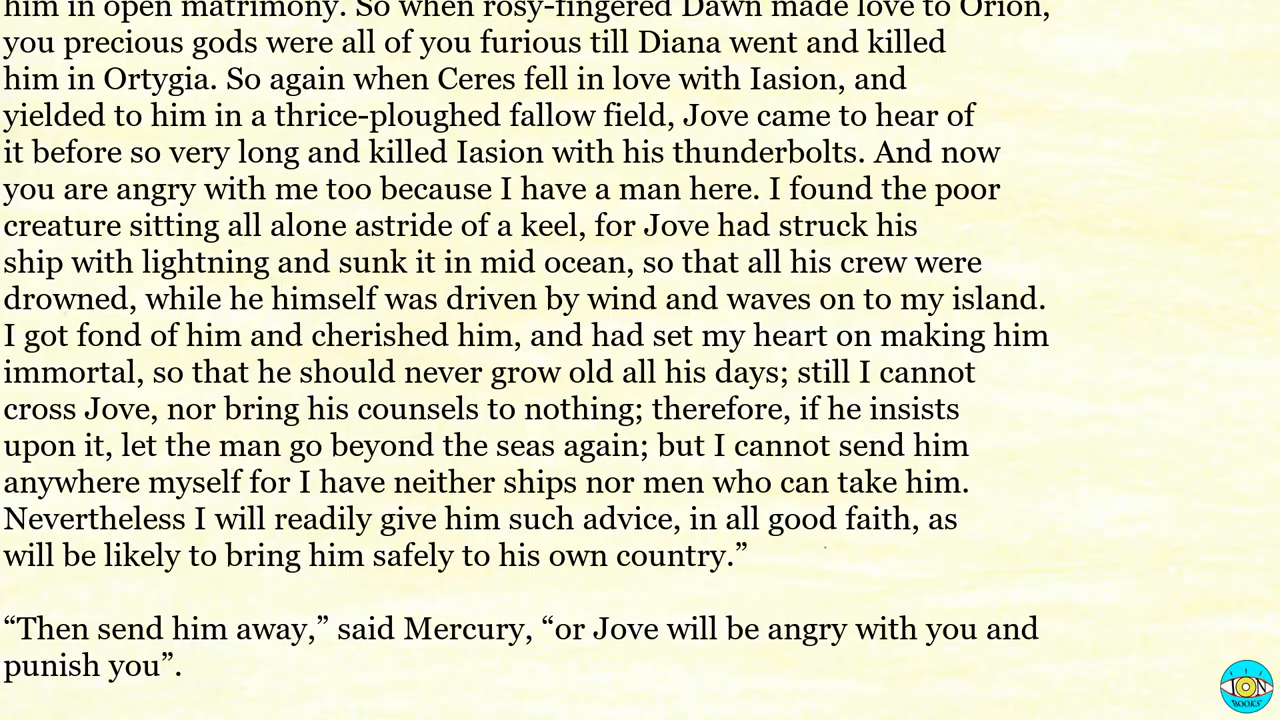 him in open matrimony. So when rosy-fingered Dawn made love to Orion,
you precious gods were all of you furious till Diana went and killed
him in Ortygia. So again when Ceres fell in love with Iasion, and
yielded to him in a thrice-ploughed fallow field, Jove came to hear of
it before so very long and killed Iasion with his thunderbolts. And now
you are angry with me too because I have a man here. I found the poor
creature sitting all alone astride of a keel, for Jove had struck his
ship with lightning and sunk it in mid ocean, so that all his crew were
drowned, while he himself was driven by wind and waves on to my island.
I got fond of him and cherished him, and had set my heart on making him
immortal, so that he should never grow old all his days; still I cannot
cross Jove, nor bring his counsels to nothing; therefore, if he insists
upon it, let the man go beyond the seas again; but I cannot send him
anywhere myself for I have neither ships nor men who can take him.
Nevertheless I will readily give him such advice, in all good faith, as
will be likely to bring him safely to his own country.”
“Then send him away,” said Mercury, “or Jove will be angry with you and
punish you”.
ION
BOOKS